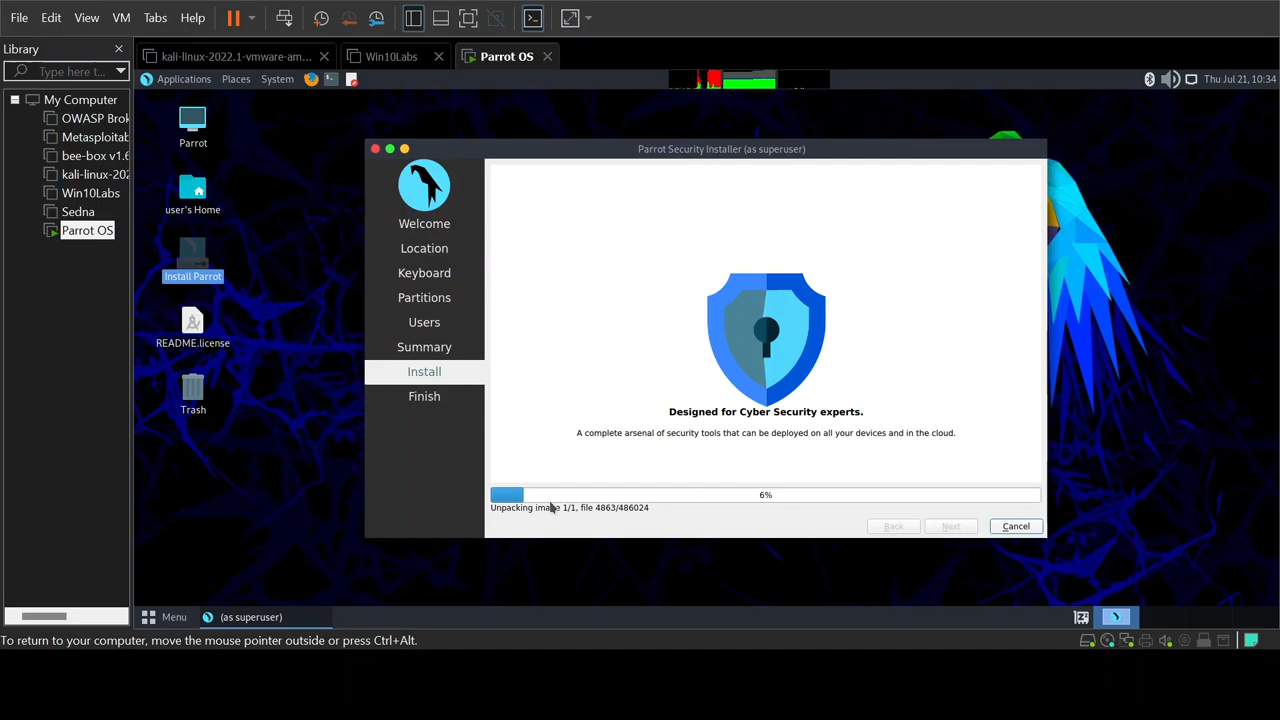 File Edit View VM Tabs Help
Library
Type here t...
My Computer
OWASP Brok
Metasploitab
bee-box v1.6
kali-linux-202
Win10Labs
Sedna
Parrot OS
kali-linux-2022.1-vmware-am...
Win10Labs
Parrot OS
Applications Places System
Thu Jul 21, 10:34
Parrot
user's Home
Install Parrot
README.license
Trash
Parrot Security Installer (as superuser)
Welcome
Location
Keyboard
Partitions
Users
Summary
Install
Finish
Designed for Cyber Security experts.
A complete arsenal of security tools that can be deployed on all your devices and in the cloud.
6%
Unpacking image 1/1, file 4863/486024
Back Next Cancel
Menu (as superuser)
To return to your computer, move the mouse pointer outside or press Ctrl+Alt.